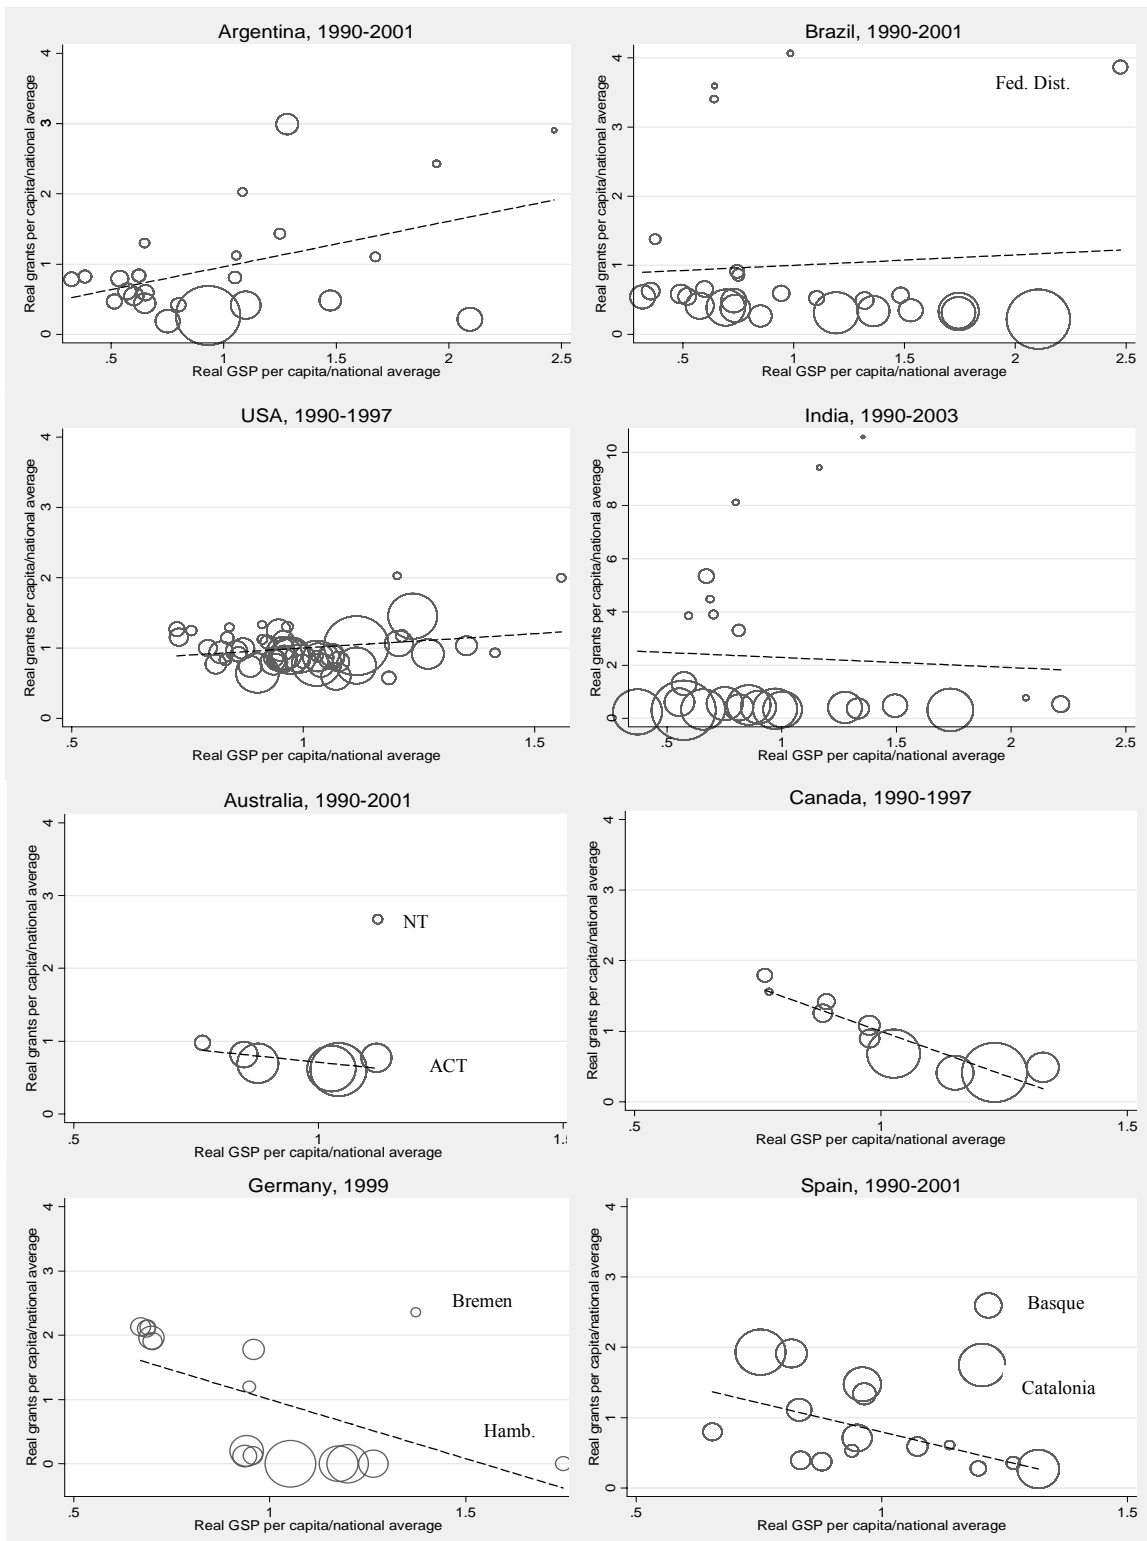 Argentina, 1990-2001
Real grants per capita/national average
4
3
2
1
0
.5
1
1.5
2
2.5
Real GSP per capita/national average
Brazil, 1990-2001
Real grants per capita/national average
4
3
2
1
0
Fed. Dist.
.5
1
1.5
2
2.5
Real GSP per capita/national average
USA, 1990-1997
Real grants per capita/national average
4
3
2
1
0
.5
1
1.5
Real GSP per capita/national average
India, 1990-2003
Real grants per capita/national average
10
8
6
4
2
0
.5
1
1.5
2
2.5
Real GSP per capita/national average
Australia, 1990-2001
Real grants per capita/national average
4
3
2
1
0
NT
ACT
.5
1
1.5
Real GSP per capita/national average
Canada, 1990-1997
Real grants per capita/national average
4
3
2
1
0
.5
1
1.5
Real GSP per capita/national average
Germany, 1999
Real grants per capita/national average
4
3
2
1
0
Bremen
Hamb.
.5
1
1.5
Real GSP per capita/national average
Spain, 1990-2001
Real grants per capita/national average
4
3
2
1
0
Basque
Catalonia
.5
1
1.5
Real GSP per capita/national average